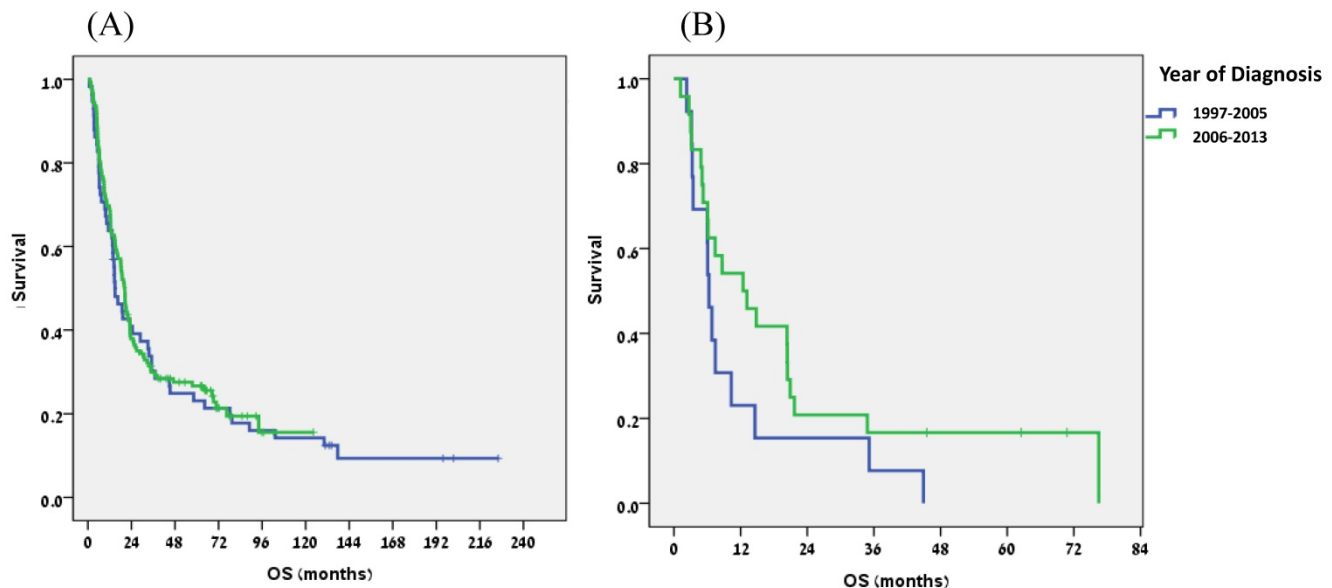 (A)
(B)
Year of Diagnosis
1997-2005
2006-2013
Survival
1.0
0.8
0.6
0.4
0.2
0.0
0 24 48 72 96 120 144 168 192 216 240
OS (months)
Survival
1.0
0.8
0.6
0.4
0.2
0.0
0 12 24 36 48 60 72 84
OS (months)